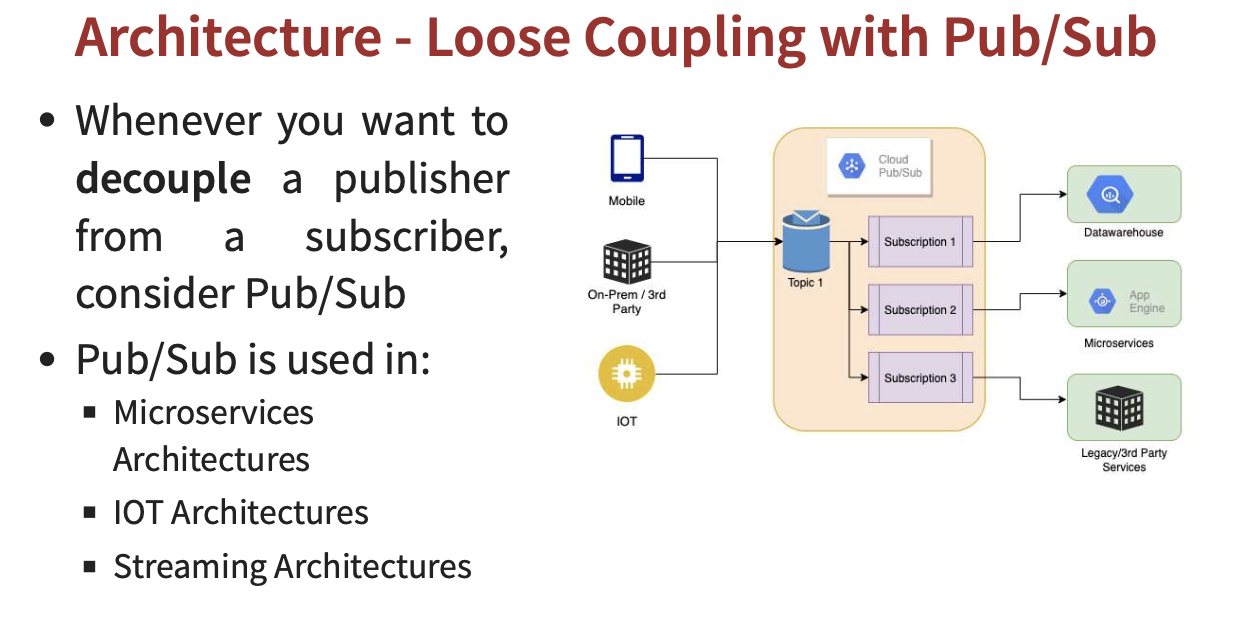 Architecture - Loose Coupling with Pub/Sub
Whenever you want to
decouple a publisher
from a subscriber,
consider Pub/Sub
Pub/Sub is used in:
Microservices
Architectures
IOT Architectures
Streaming Architectures
Mobile
On-Prem / 3rd
Party
IOT
Cloud
Pub/Sub
Topic 1
Subscription 1
Subscription 2
Subscription 3
Datawarehouse
App
Engine
Microservices
Legacy/3rd Party
Services